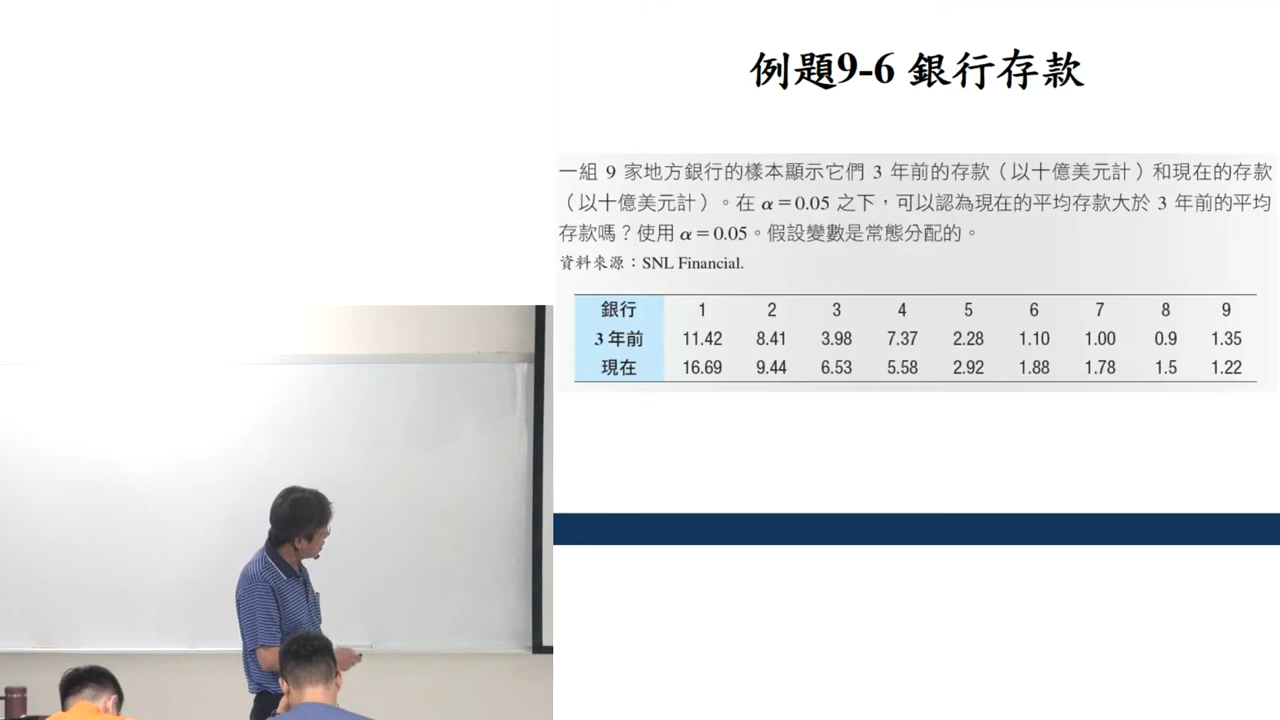 例題9-6 銀行存款
一組 9 家地方銀行的樣本顯示它們 3 年前的存款（以十億美元計）和現在的存款
（以十億美元計）。在 α＝0.05 之下，可以認為現在的平均存款大於 3 年前的平均
存款嗎？使用 α＝0.05。假設變數是常態分配的。
資料來源：SNL Financial.
銀行 1 2 3 4 5 6 7 8 9
3 年前 11.42 8.41 3.98 7.37 2.28 1.10 1.00 0.9 1.35
現在 16.69 9.44 6.53 5.58 2.92 1.88 1.78 1.5 1.22